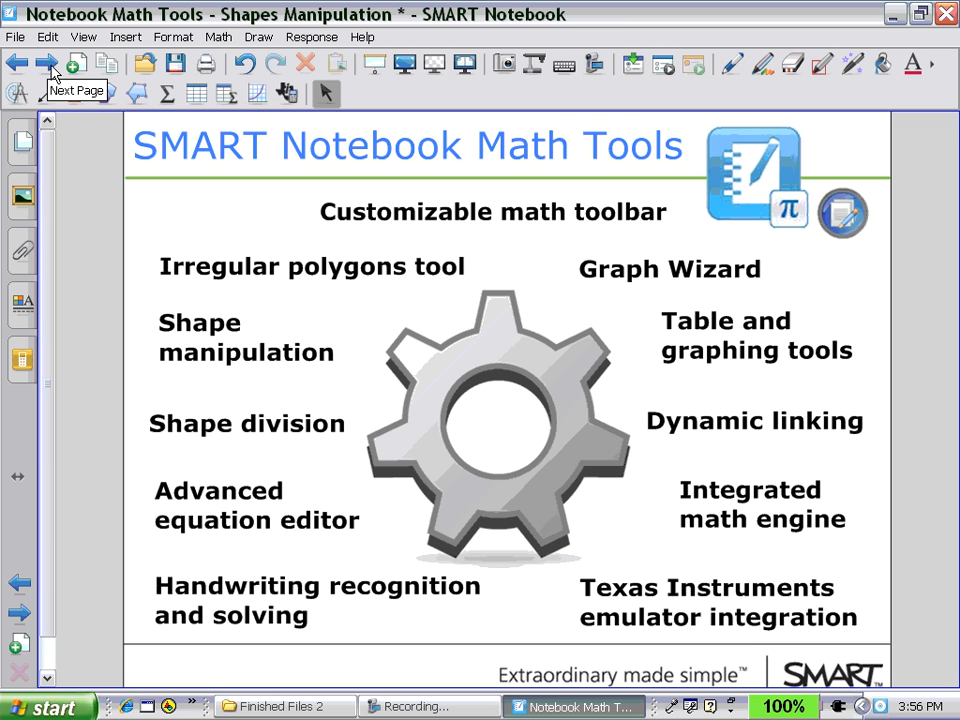 Notebook Math Tools - Shapes Manipulation * - SMART Notebook
File Edit View Insert Format Math Draw Response Help
A
Next Page
Σ
SMART Notebook Math Tools
π
Customizable math toolbar
Irregular polygons tool
Graph Wizard
Shape
manipulation
Table and
graphing tools
Shape division
Dynamic linking
Advanced
equation editor
Integrated
math engine
Handwriting recognition
and solving
Texas Instruments
emulator integration
Extraordinary made simple™
SMART
start
Finished Files 2
Recording...
Notebook Math T...
100%
3:56 PM